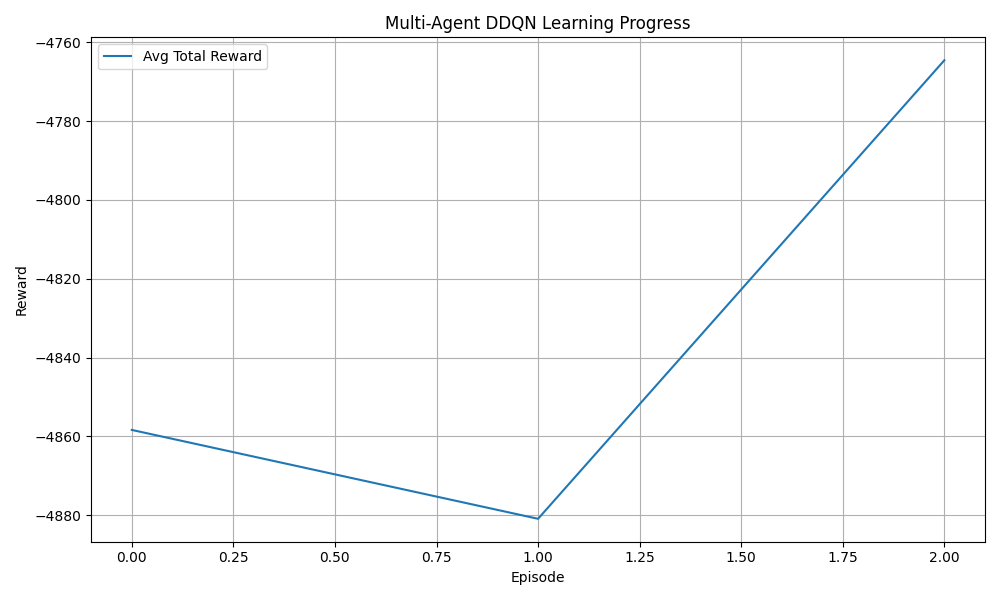 Multi-Agent DDQN Learning Progress
Avg Total Reward
Reward
−4760
−4780
−4800
−4820
−4840
−4860
−4880
0.00 0.25 0.50 0.75 1.00 1.25 1.50 1.75 2.00
Episode